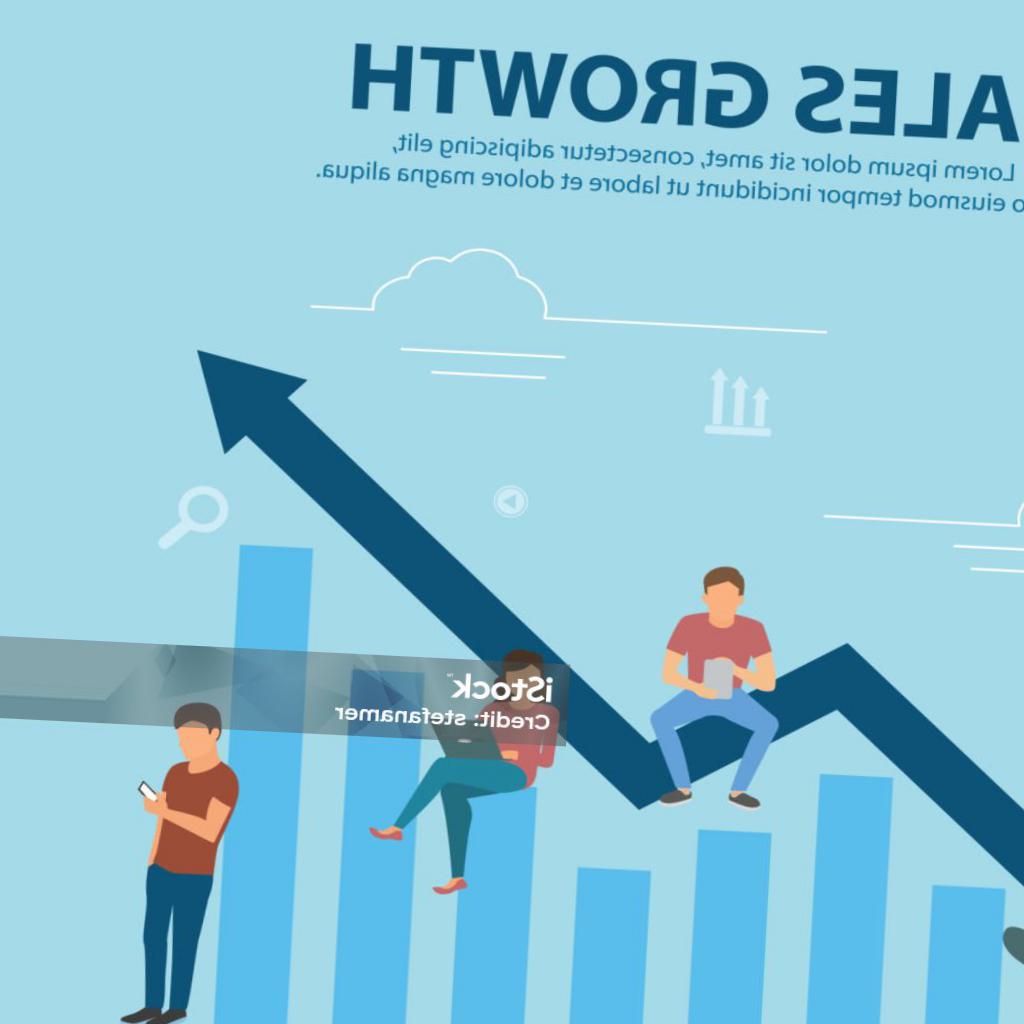 ALES GROWTH
Lorem ipsum dolor sit amet, consectetur adipiscing elit,
o eiusmod tempor incididunt ut labore et dolore magna aliqua.
iStock™
Credit: stefanamer